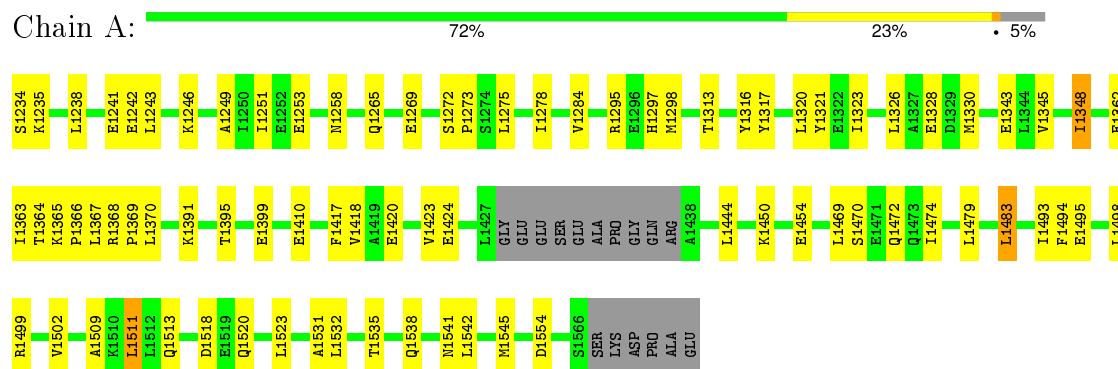 Chain A:
72% 23% • 5%
S1234 K1235 L1238 E1241 E1242 L1243 K1246 A1249 I1250 I1251 E1252 E1253 N1258 Q1265 E1269 S1272 P1273 S1274 L1275 I1278 V1284 R1295 E1296 H1297 M1298 T1313 Y1316 Y1317 L1320 Y1321 E1322 I1323 L1326 A1327 E1328 D1329 M1330 E1343 L1344 V1345 I1348 E1362
I1363 T1364 K1365 P1366 L1367 R1368 P1369 L1370 K1391 T1395 E1399 E1410 F1417 V1418 A1419 E1420 V1423 E1424 L1427 GLY GLU GLU SER GLU ALA PRO GLY GLN ARG A1438 L1444 K1450 E1454 L1469 S1470 E1471 Q1472 Q1473 I1474 L1479 L1483 I1493 F1494 E1495 L1498
R1499 V1502 A1509 K1510 L1511 L1512 Q1513 D1518 E1519 Q1520 L1523 A1531 L1532 T1535 Q1538 N1541 L1542 M1545 D1554 S1566 SER LYS ASP PRO ALA GLU